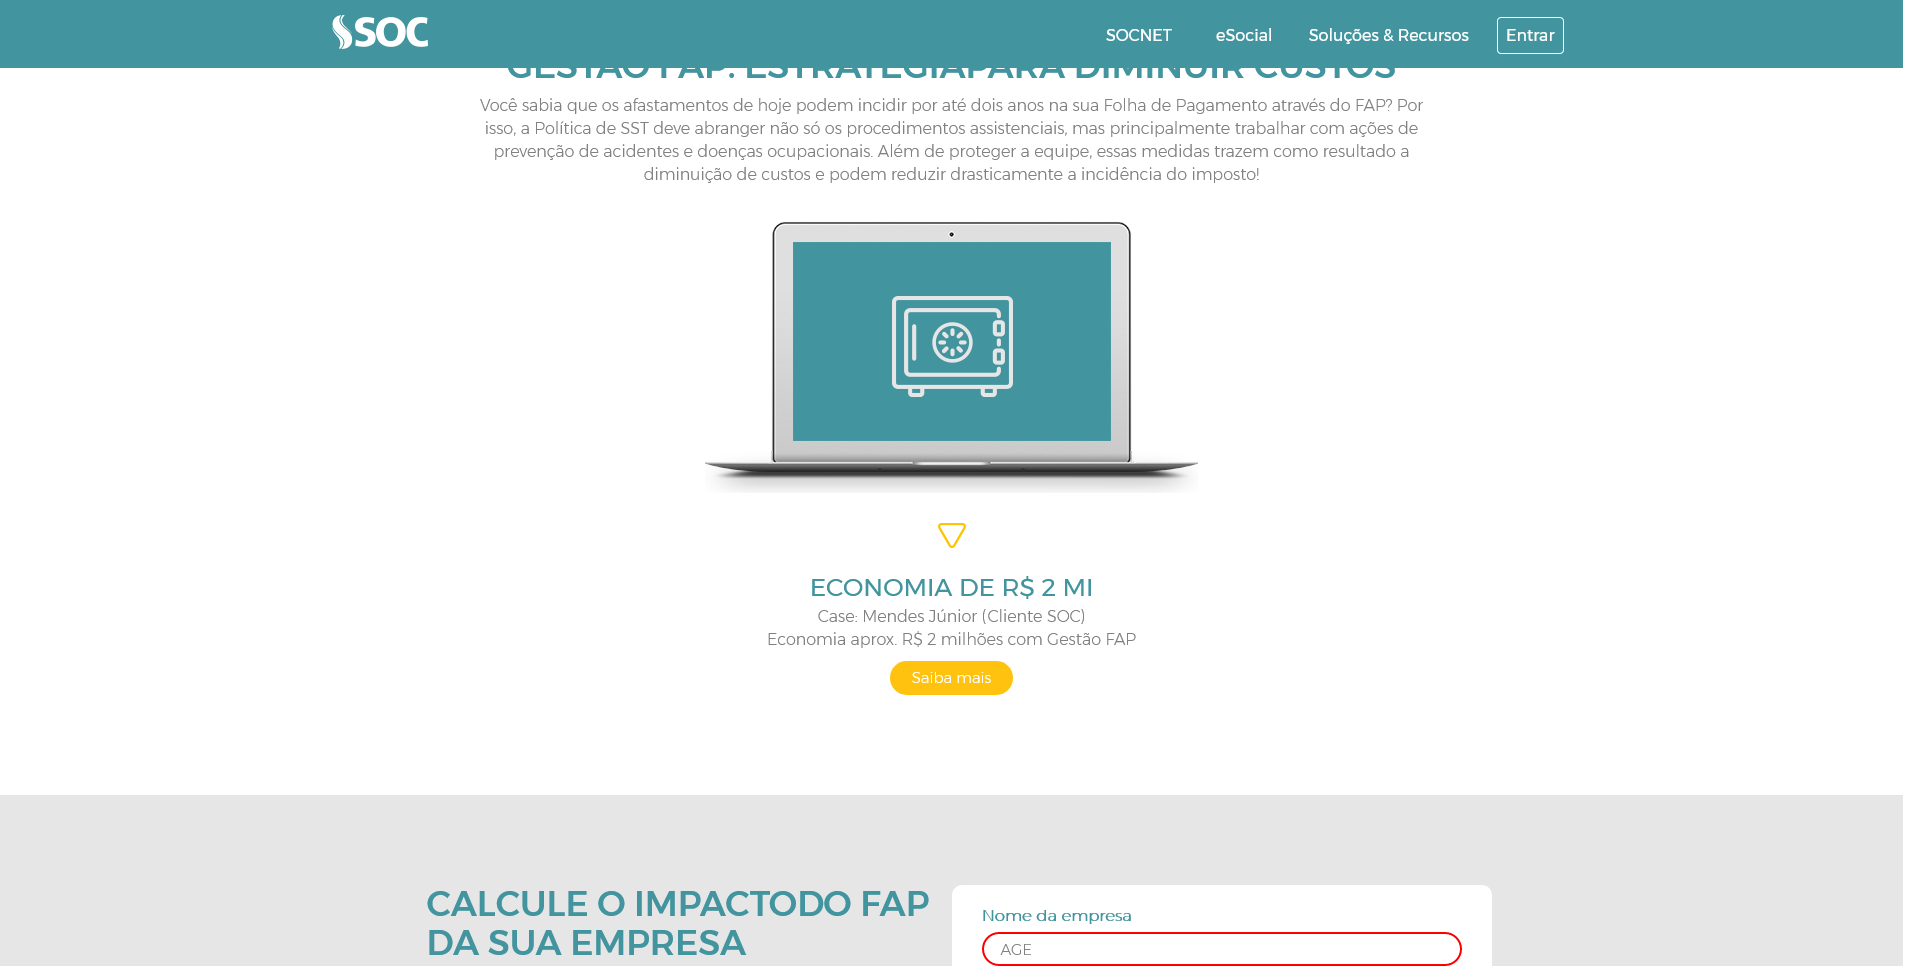 SOC
SOCNET eSocial Soluções & Recursos Entrar
GESTÃO FAP: ESTRATÉGIAPARA DIMINUIR CUSTOS
Você sabia que os afastamentos de hoje podem incidir por até dois anos na sua Folha de Pagamento através do FAP? Por
isso, a Política de SST deve abranger não só os procedimentos assistenciais, mas principalmente trabalhar com ações de
prevenção de acidentes e doenças ocupacionais. Além de proteger a equipe, essas medidas trazem como resultado a
diminuição de custos e podem reduzir drasticamente a incidência do imposto!
ECONOMIA DE R$ 2 MI
Case: Mendes Júnior (Cliente SOC)
Economia aprox. R$ 2 milhões com Gestão FAP
Saiba mais
CALCULE O IMPACTODO FAP
DA SUA EMPRESA
Nome da empresa
AGE